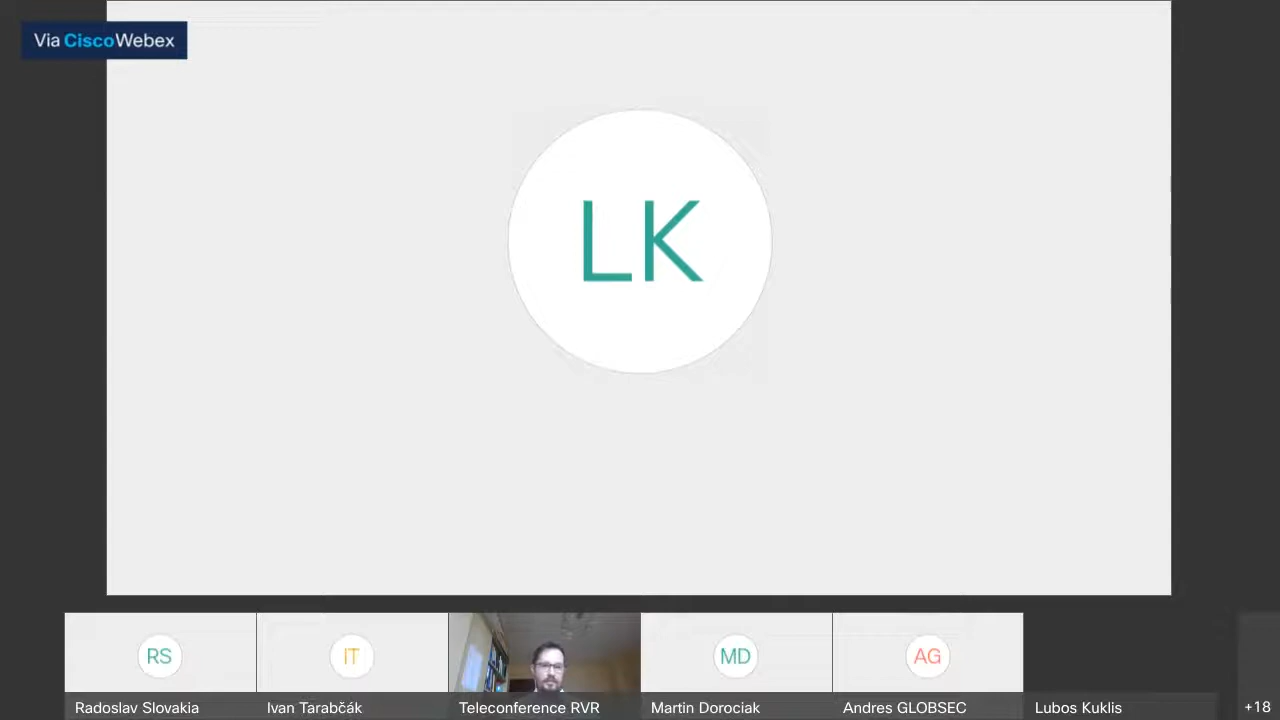 Via CiscoWebex
LK
RS
IT
MD
AG
Radoslav Slovakia
Ivan Tarabčák
Teleconference RVR
Martin Dorociak
Andres GLOBSEC
Lubos Kuklis
+18